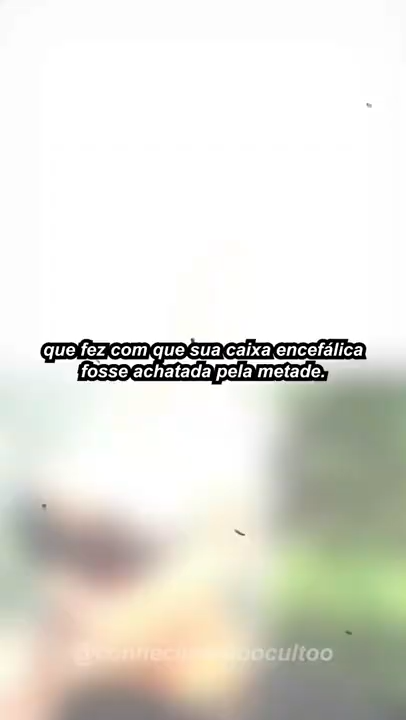 que fez com que sua caixa encefálica
fosse achatada pela metade.